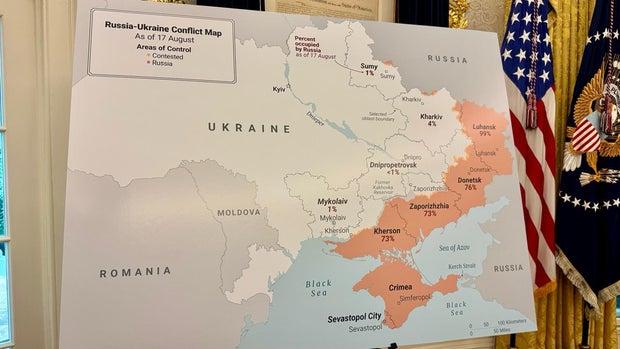 Russia-Ukraine Conflict Map
As of 17 August
Areas of Control
Contested
Russia
Percent
occupied
by Russia
as of 17 August
Sumy
1%
Sumy
RUSSIA
Kyiv
Dnieper
UKRAINE
Selected
oblast boundary
Kharkiv
Kharkiv
4%
Luhansk
99%
Luhansk
Dnipro
Dnipropetrovsk
<1%
Donetsk
Donetsk
76%
Former
Kakhovka
Reservoir
Zaporizhzhia
Zaporizhzhia
73%
Mykolaiv
1%
Mykolaiv
Kherson
Kherson
73%
MOLDOVA
ROMANIA
Sea of Azov
Kerch Strait
RUSSIA
Black
Sea
Crimea
Simferopol
Sevastopol City
Sevastopol
Black
Sea
0 50 100 Kilometers
0 50 Miles